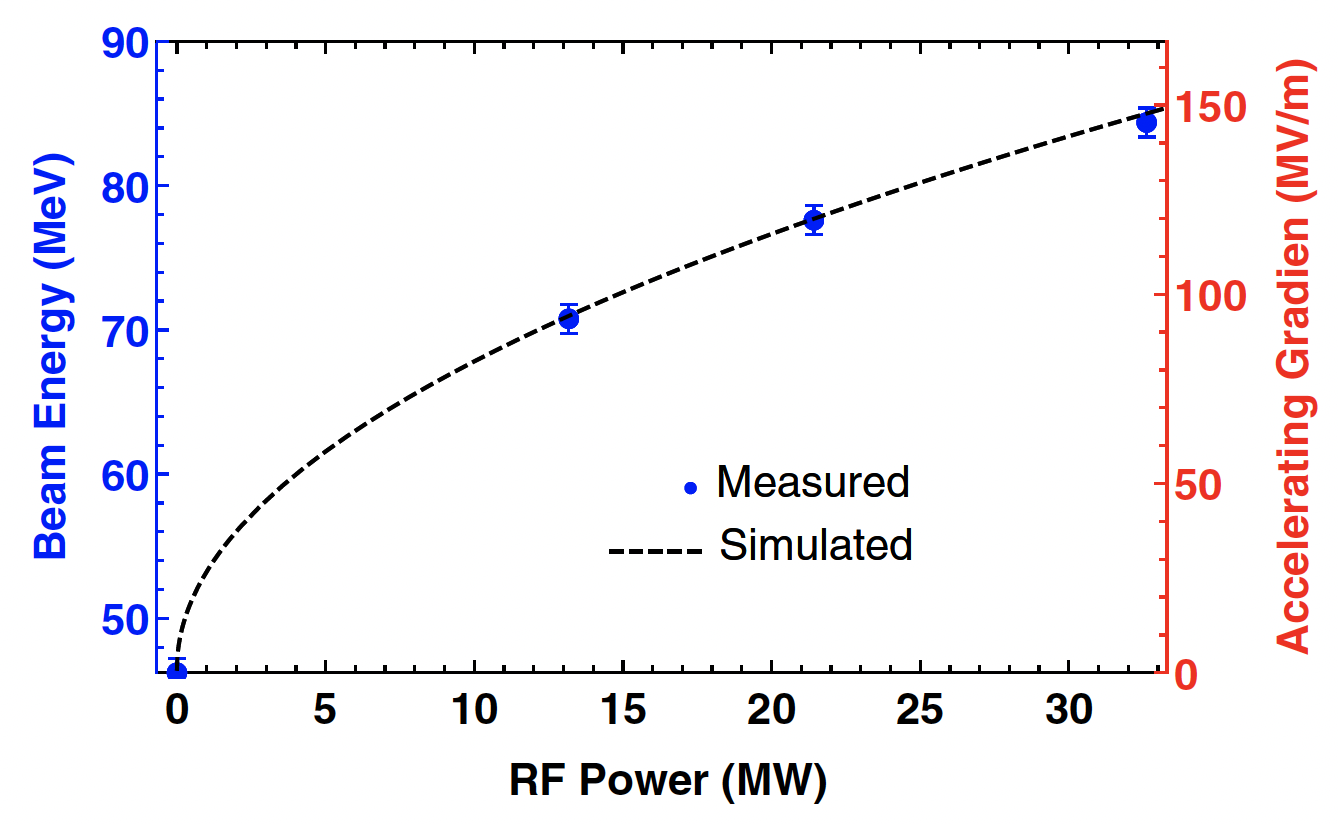 90
80
70
60
50
Beam Energy (MeV)
150
100
50
0
Accelerating Gradien (MV/m)
Measured
Simulated
0 5 10 15 20 25 30
RF Power (MW)